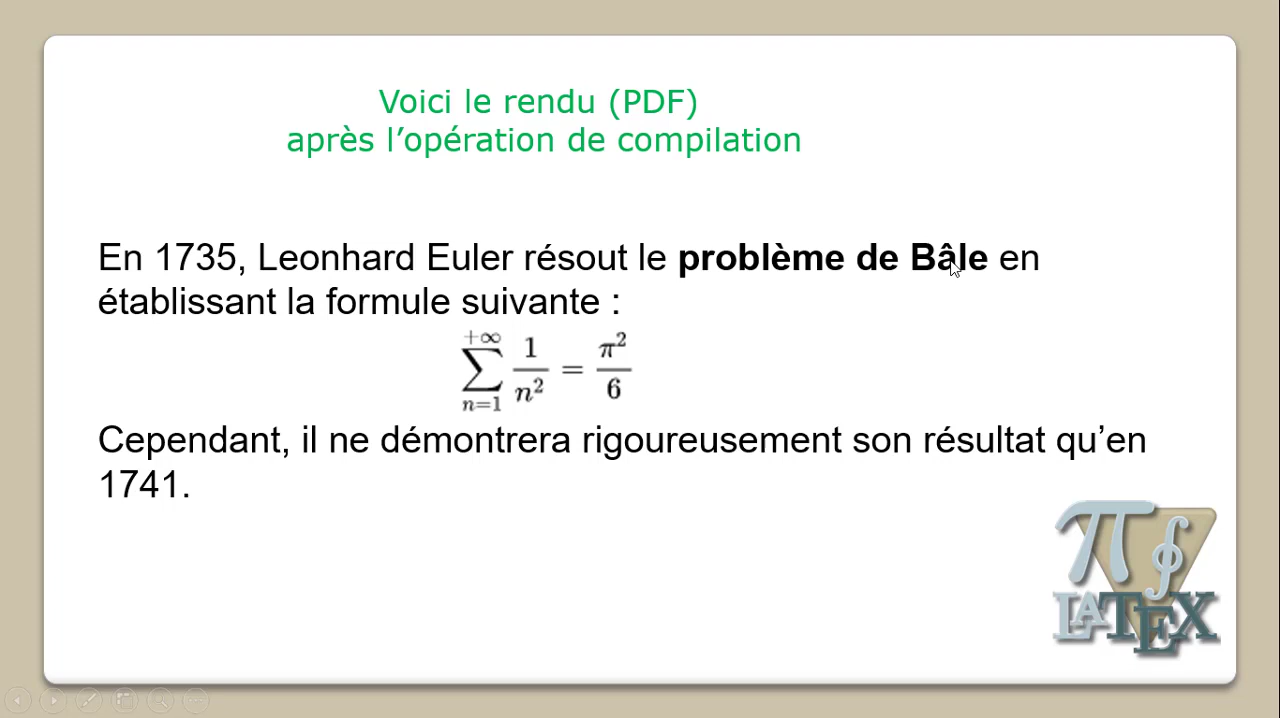 Voici le rendu (PDF)
après l’opération de compilation
En 1735, Leonhard Euler résout le problème de Bâle en
établissant la formule suivante :
+∞
∑ 1/n² = π²/6
n=1
Cependant, il ne démontrera rigoureusement son résultat qu’en
1741.
π∮
LATEX